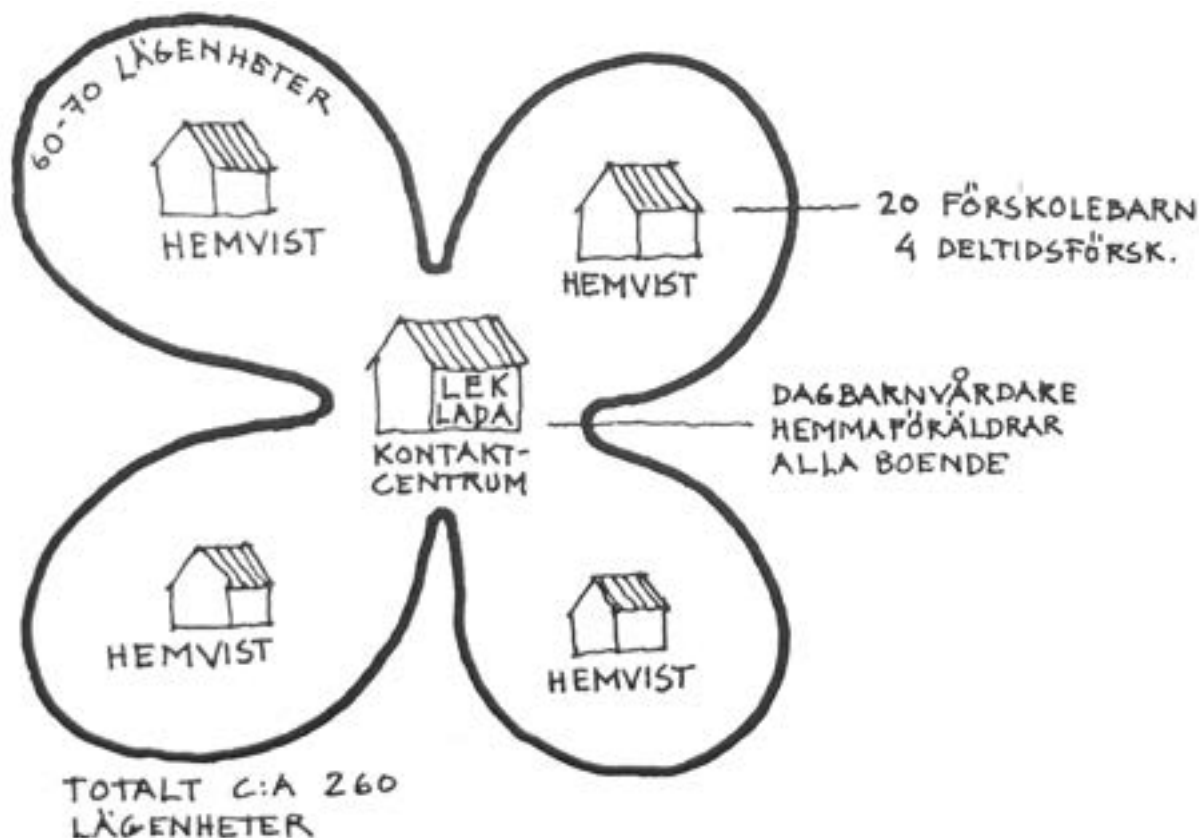 60-70 LÄGENHETER
HEMVIST
HEMVIST
20 FÖRSKOLEBARN
4 DELTIDSFÖRSK.
LEK
LADA
KONTAKT-
CENTRUM
DAGBARNVÅRDARE
HEMMAFÖRÄLDRAR
ALLA BOENDE
HEMVIST
HEMVIST
TOTALT C:A 260
LÄGENHETER